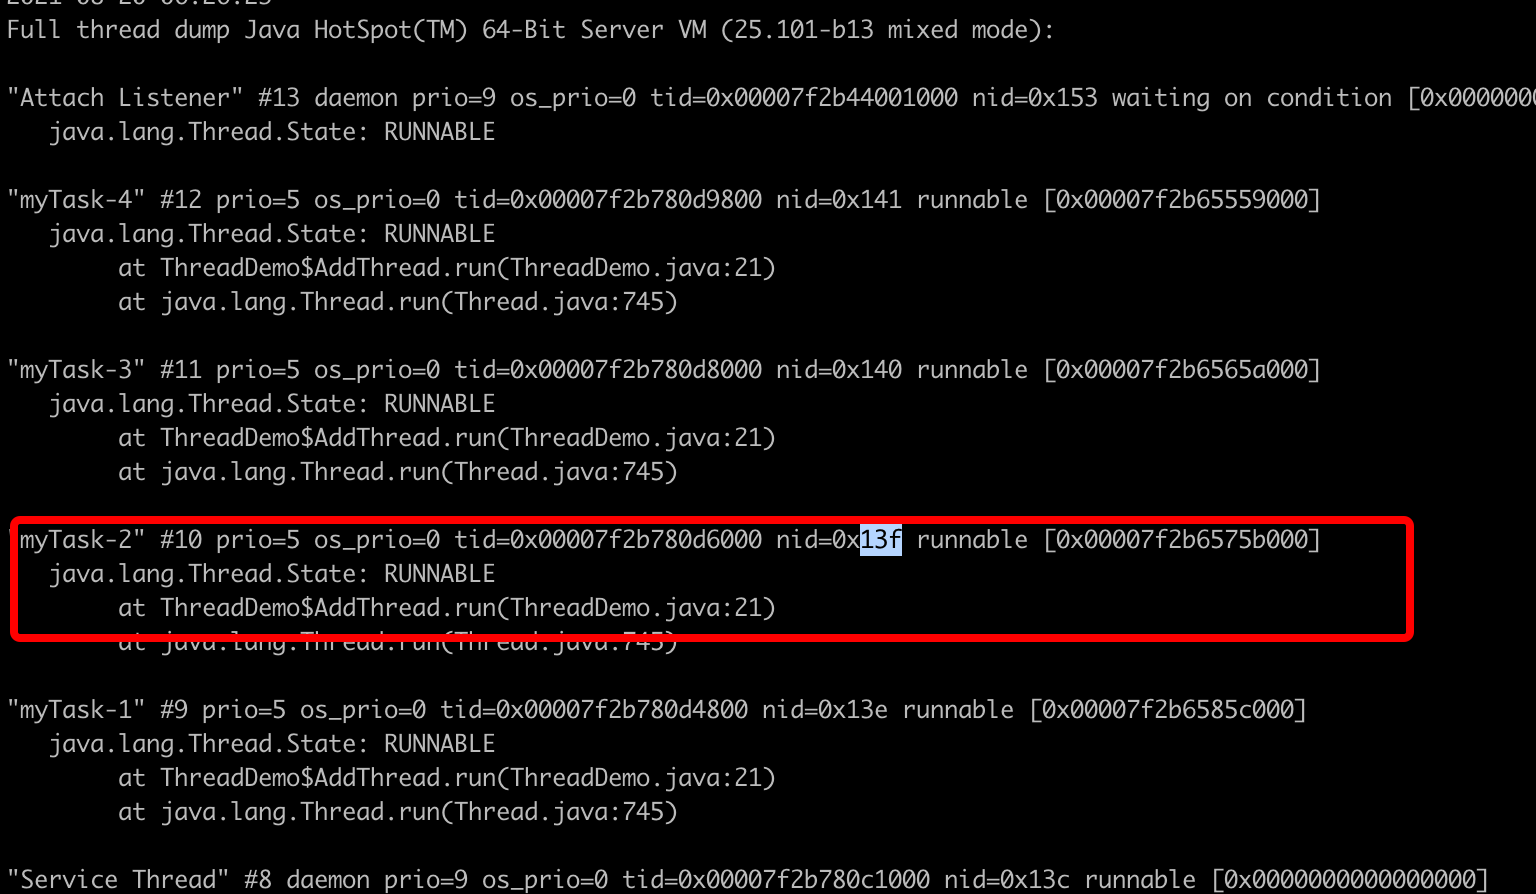 Full thread dump Java HotSpot(TM) 64-Bit Server VM (25.101-b13 mixed mode):
"Attach Listener" #13 daemon prio=9 os_prio=0 tid=0x00007f2b44001000 nid=0x153 waiting on condition [0x0000000
java.lang.Thread.State: RUNNABLE
"myTask-4" #12 prio=5 os_prio=0 tid=0x00007f2b780d9800 nid=0x141 runnable [0x00007f2b65559000]
java.lang.Thread.State: RUNNABLE
at ThreadDemo$AddThread.run(ThreadDemo.java:21)
at java.lang.Thread.run(Thread.java:745)
"myTask-3" #11 prio=5 os_prio=0 tid=0x00007f2b780d8000 nid=0x140 runnable [0x00007f2b6565a000]
java.lang.Thread.State: RUNNABLE
at ThreadDemo$AddThread.run(ThreadDemo.java:21)
at java.lang.Thread.run(Thread.java:745)
"myTask-2" #10 prio=5 os_prio=0 tid=0x00007f2b780d6000 nid=0x13f runnable [0x00007f2b6575b000]
java.lang.Thread.State: RUNNABLE
at ThreadDemo$AddThread.run(ThreadDemo.java:21)
at java.lang.Thread.run(Thread.java:745)
"myTask-1" #9 prio=5 os_prio=0 tid=0x00007f2b780d4800 nid=0x13e runnable [0x00007f2b6585c000]
java.lang.Thread.State: RUNNABLE
at ThreadDemo$AddThread.run(ThreadDemo.java:21)
at java.lang.Thread.run(Thread.java:745)
"Service Thread" #8 daemon prio=9 os_prio=0 tid=0x00007f2b780c1000 nid=0x13c runnable [0x0000000000000000]